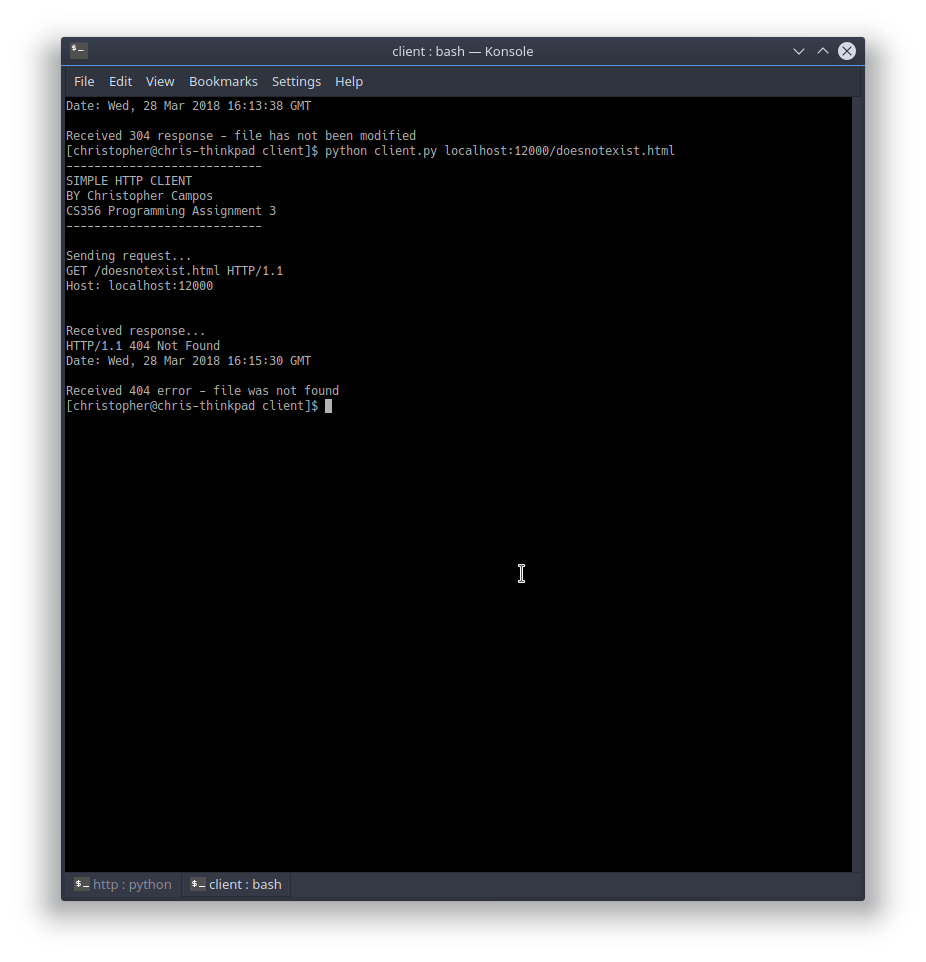 client : bash — Konsole
File Edit View Bookmarks Settings Help
Date: Wed, 28 Mar 2018 16:13:38 GMT
Received 304 response - file has not been modified
[christopher@chris-thinkpad client]$ python client.py localhost:12000/doesnotexist.html
----------------------------
SIMPLE HTTP CLIENT
BY Christopher Campos
CS356 Programming Assignment 3
----------------------------
Sending request...
GET /doesnotexist.html HTTP/1.1
Host: localhost:12000
Received response...
HTTP/1.1 404 Not Found
Date: Wed, 28 Mar 2018 16:15:30 GMT
Received 404 error - file was not found
[christopher@chris-thinkpad client]$
http : python client : bash